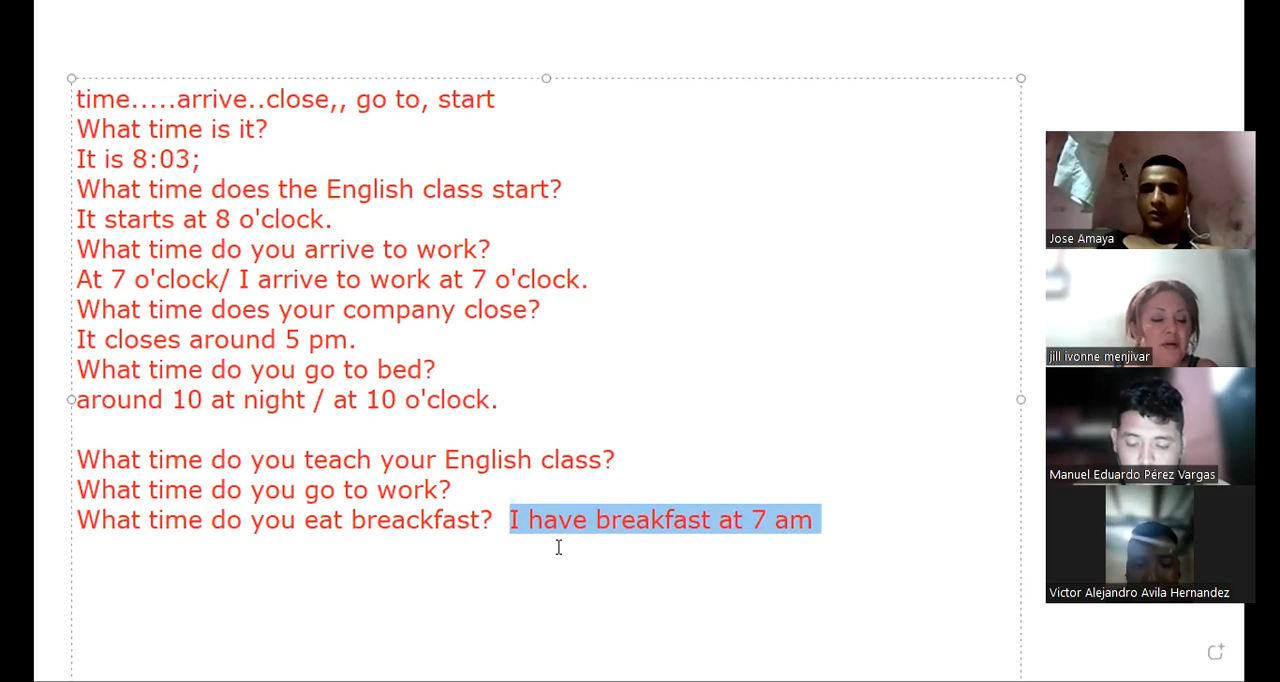 time.....arrive..close,, go to, start
What time is it?
It is 8:03;
What time does the English class start?
It starts at 8 o'clock.
What time do you arrive to work?
At 7 o'clock/ I arrive to work at 7 o'clock.
What time does your company close?
It closes around 5 pm.
What time do you go to bed?
around 10 at night / at 10 o'clock.
What time do you teach your English class?
What time do you go to work?
What time do you eat breackfast?  I have breakfast at 7 am
Jose Amaya
jill ivonne menjivar
Manuel Eduardo Pérez Vargas
Victor Alejandro Avila Hernandez